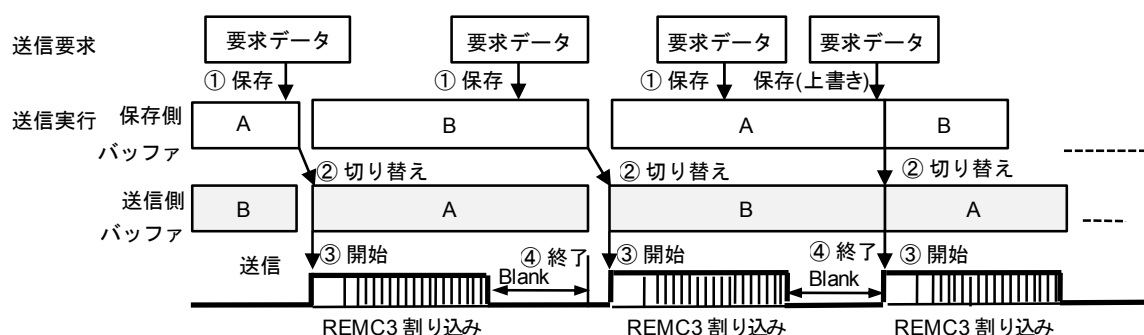 送信要求
要求データ 要求データ 要求データ 要求データ
① 保存 ① 保存 ① 保存 保存(上書き)
送信実行 保存側
バッファ
A B A B
② 切り替え ② 切り替え ② 切り替え
送信側
バッファ
B A B A
送信 ③ 開始 ④ 終了 ③ 開始 ④ 終了 ③ 開始
Blank Blank
REMC3 割り込み REMC3 割り込み REMC3 割り込み